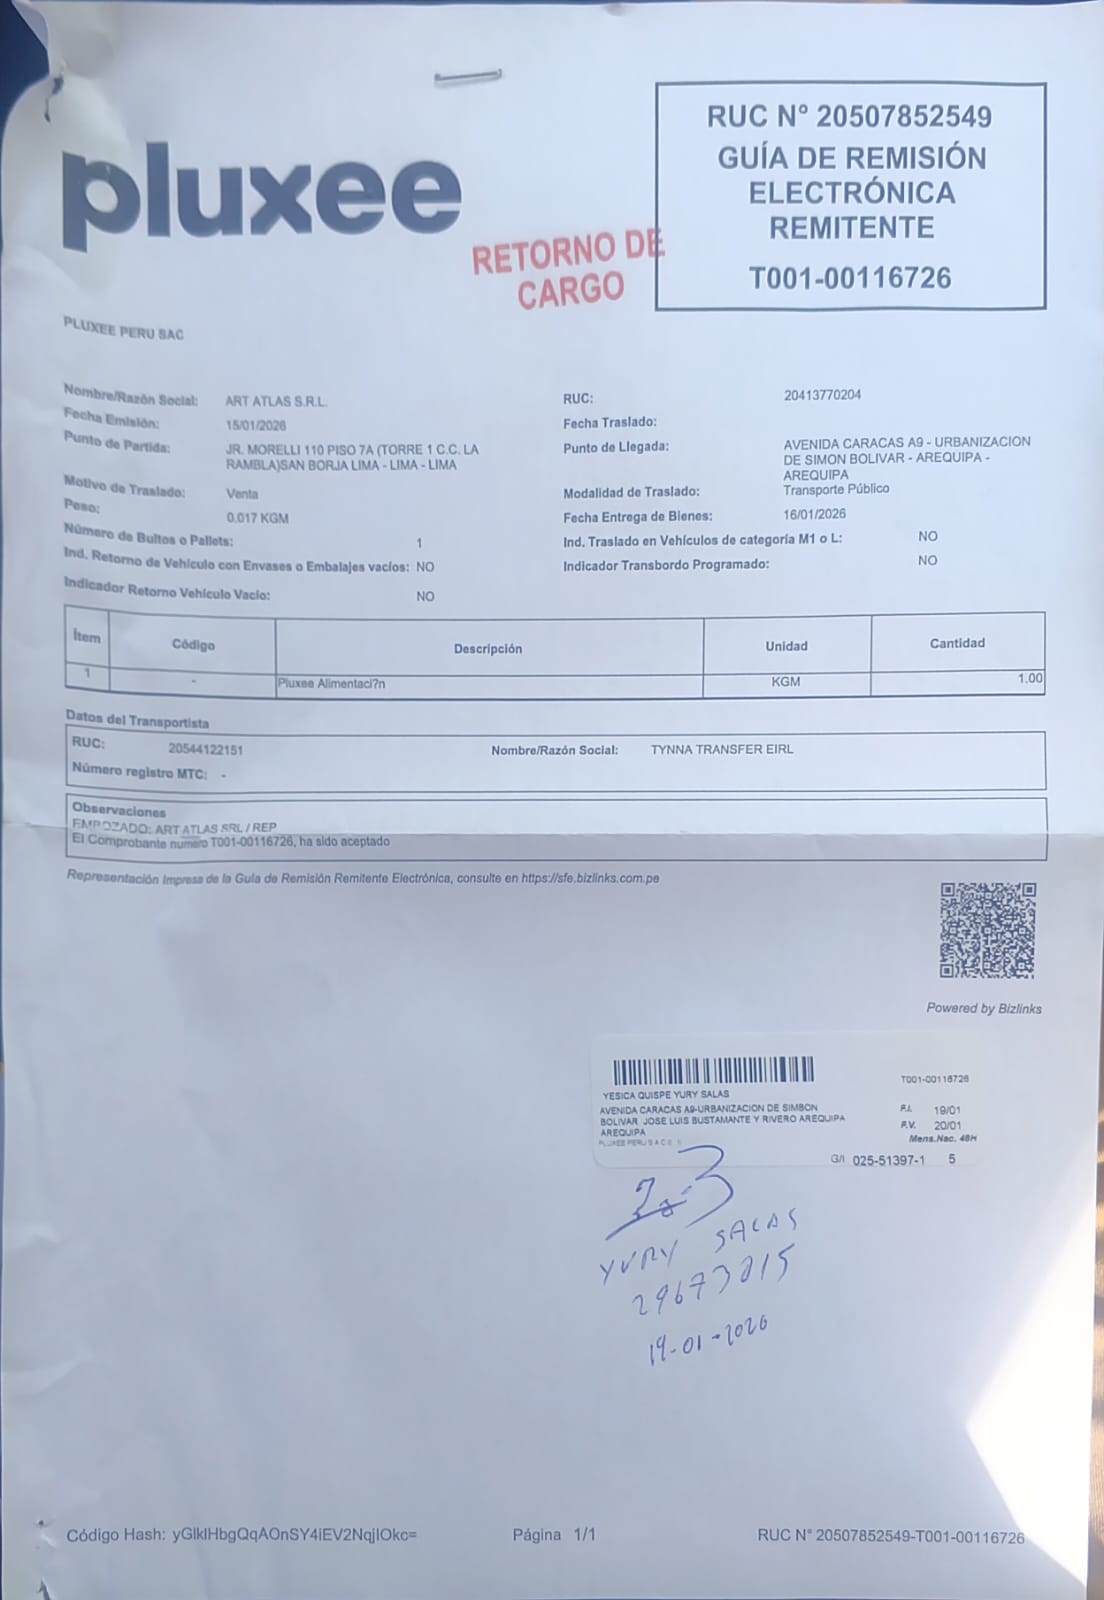 pluxee
RUC N° 20507852549
GUÍA DE REMISIÓN
ELECTRÓNICA
REMITENTE
T001-00116726
RETORNO DE
CARGO
PLUXEE PERU SAC
Nombre/Razón Social: ART ATLAS S.R.L. RUC: 20413770204
Fecha Emisión: 15/01/2026 Fecha Traslado:
Punto de Partida: JR. MORELLI 110 PISO 7A (TORRE 1 C.C. LA
RAMBLA)SAN BORJA LIMA - LIMA - LIMA
Punto de Llegada: AVENIDA CARACAS A9 - URBANIZACION
DE SIMON BOLIVAR - AREQUIPA -
AREQUIPA
Motivo de Traslado: Venta Modalidad de Traslado: Transporte Público
Peso: 0.017 KGM Fecha Entrega de Bienes: 16/01/2026
Número de Bultos o Pallets: 1 Ind. Traslado en Vehículos de categoría M1 o L: NO
Ind. Retorno de Vehículo con Envases o Embalajes vacíos: NO Indicador Transbordo Programado: NO
Indicador Retorno Vehículo Vacío: NO
Ítem Código Descripción Unidad Cantidad
1 - Pluxee Alimentaci?n KGM 1.00
Datos del Transportista
RUC: 20544122151 Nombre/Razón Social: TYNNA TRANSFER EIRL
Número registro MTC: -
Observaciones
EMPOZADO: ART ATLAS SRL / REP
El Comprobante numero T001-00116726, ha sido aceptado
Representación Impresa de la Guía de Remisión Remitente Electrónica, consulte en https://sfe.bizlinks.com.pe
Powered by Bizlinks
T001-00116726
YESICA QUISPE YURY SALAS
AVENIDA CARACAS A9-URBANIZACION DE SIMBON
BOLIVAR JOSE LUIS BUSTAMANTE Y RIVERO AREQUIPA
AREQUIPA
PLUXEE PERU S A C
F.I. 19/01
F.V. 20/01
Mens.Nac. 48H
G/I 025-51397-1 5
YURY SALAS
29673815
19-01-2026
Código Hash: yGlklHbgQqAOnSY4iEV2NqjlOkc= Página 1/1 RUC N° 20507852549-T001-00116726